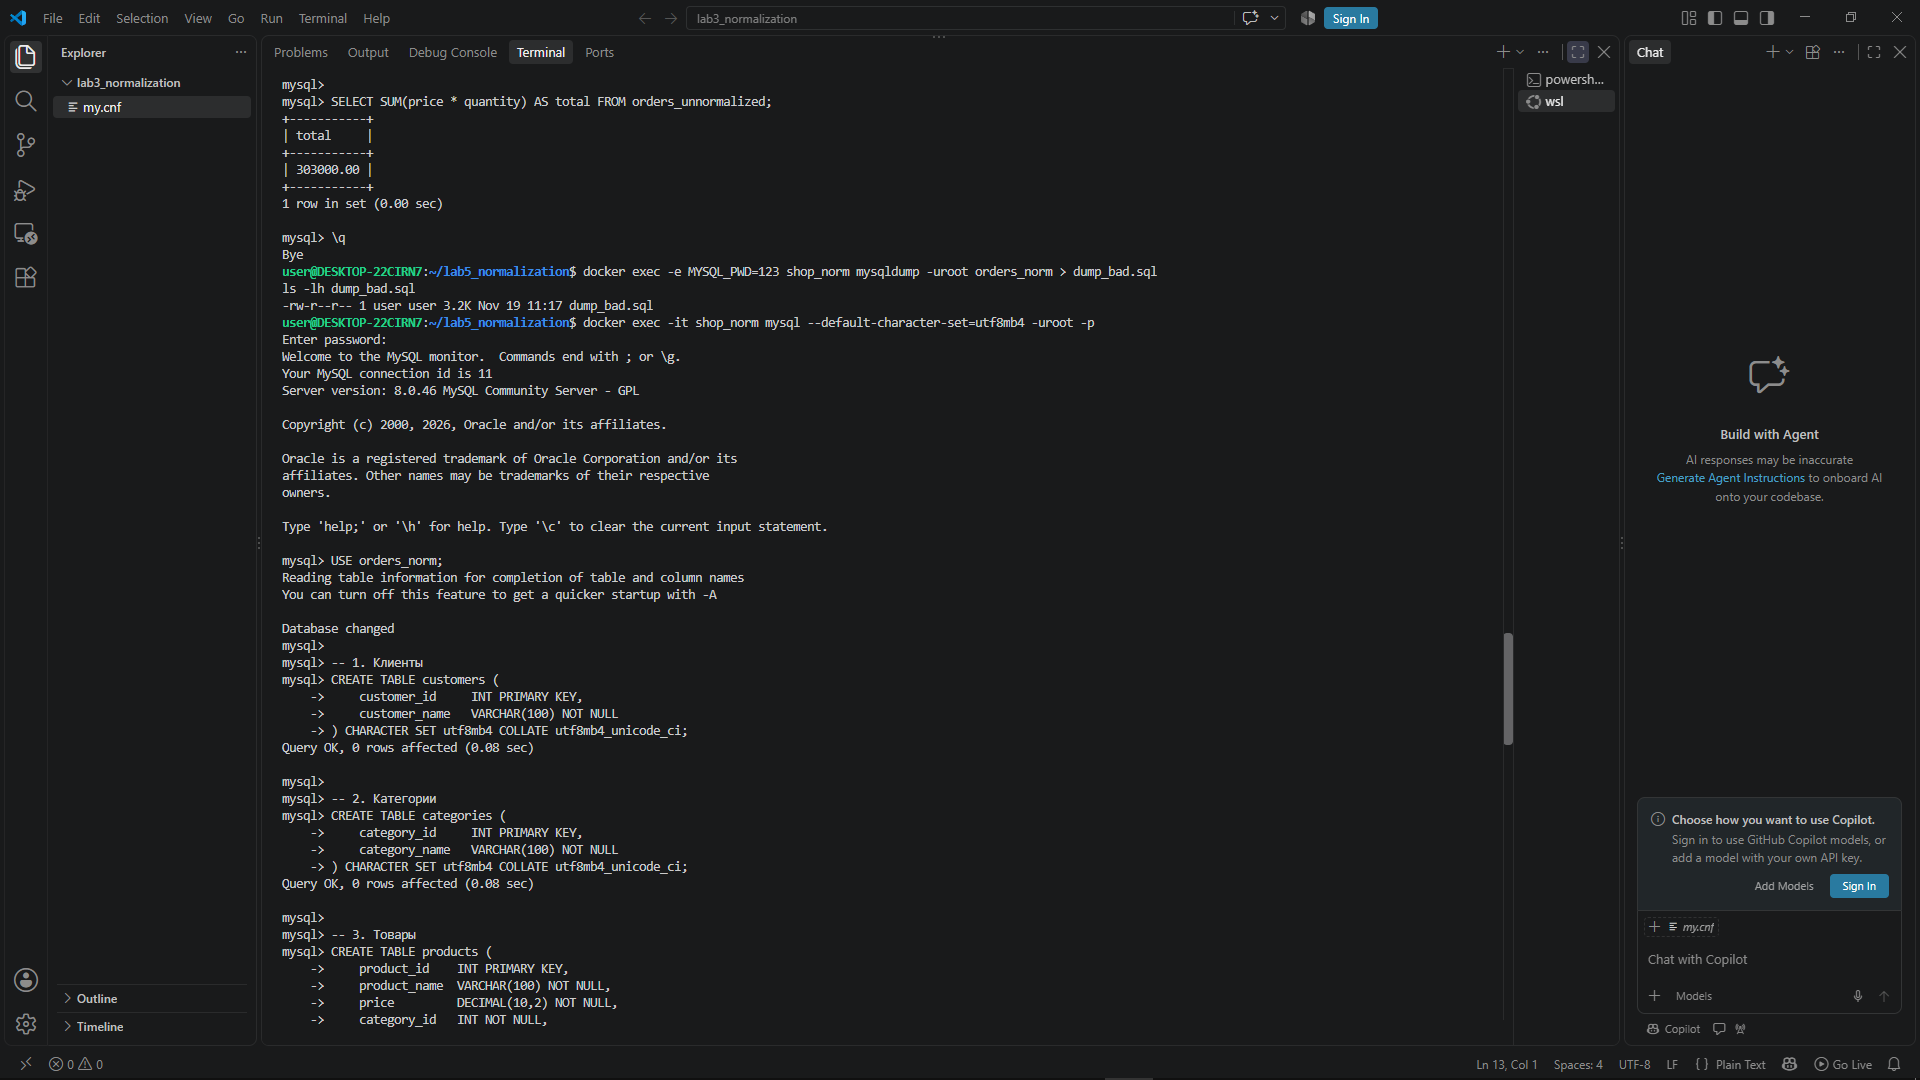 File Edit Selection View Go Run Terminal Help
lab3_normalization
Sign In
Explorer
lab3_normalization
my.cnf
Outline
Timeline
Problems Output Debug Console Terminal Ports
mysql>
mysql> SELECT SUM(price * quantity) AS total FROM orders_unnormalized;
+-----------+
| total     |
+-----------+
| 303000.00 |
+-----------+
1 row in set (0.00 sec)
mysql> \q
Bye
user@DESKTOP-22CIRN7:~/lab5_normalization$ docker exec -e MYSQL_PWD=123 shop_norm mysqldump -uroot orders_norm > dump_bad.sql
ls -lh dump_bad.sql
-rw-r--r-- 1 user user 3.2K Nov 19 11:17 dump_bad.sql
user@DESKTOP-22CIRN7:~/lab5_normalization$ docker exec -it shop_norm mysql --default-character-set=utf8mb4 -uroot -p
Enter password:
Welcome to the MySQL monitor.  Commands end with ; or \g.
Your MySQL connection id is 11
Server version: 8.0.46 MySQL Community Server - GPL
Copyright (c) 2000, 2026, Oracle and/or its affiliates.
Oracle is a registered trademark of Oracle Corporation and/or its
affiliates. Other names may be trademarks of their respective
owners.
Type 'help;' or '\h' for help. Type '\c' to clear the current input statement.
mysql> USE orders_norm;
Reading table information for completion of table and column names
You can turn off this feature to get a quicker startup with -A
Database changed
mysql>
mysql> -- 1. Клиенты
mysql> CREATE TABLE customers (
    ->     customer_id     INT PRIMARY KEY,
    ->     customer_name   VARCHAR(100) NOT NULL
    -> ) CHARACTER SET utf8mb4 COLLATE utf8mb4_unicode_ci;
Query OK, 0 rows affected (0.08 sec)
mysql>
mysql> -- 2. Категории
mysql> CREATE TABLE categories (
    ->     category_id     INT PRIMARY KEY,
    ->     category_name   VARCHAR(100) NOT NULL
    -> ) CHARACTER SET utf8mb4 COLLATE utf8mb4_unicode_ci;
Query OK, 0 rows affected (0.08 sec)
mysql>
mysql> -- 3. Товары
mysql> CREATE TABLE products (
    ->     product_id    INT PRIMARY KEY,
    ->     product_name  VARCHAR(100) NOT NULL,
    ->     price         DECIMAL(10,2) NOT NULL,
    ->     category_id   INT NOT NULL,
powersh...
wsl
Chat
Build with Agent
AI responses may be inaccurate
Generate Agent Instructions to onboard AI
onto your codebase.
Choose how you want to use Copilot.
Sign in to use GitHub Copilot models, or
add a model with your own API key.
Add Models Sign In
my.cnf
Chat with Copilot
Models
Copilot
0 0
Ln 13, Col 1 Spaces: 4 UTF-8 LF { } Plain Text Go Live